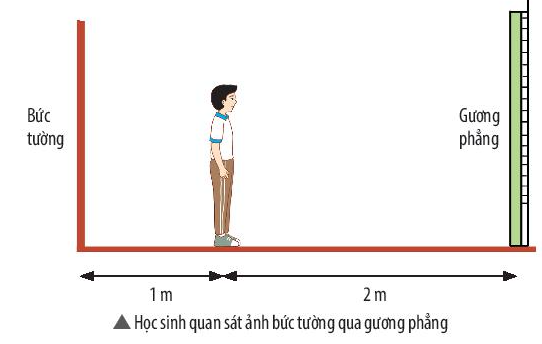 Bức
tường
Gương
phẳng
1 m
2 m
▲ Học sinh quan sát ảnh bức tường qua gương phẳng